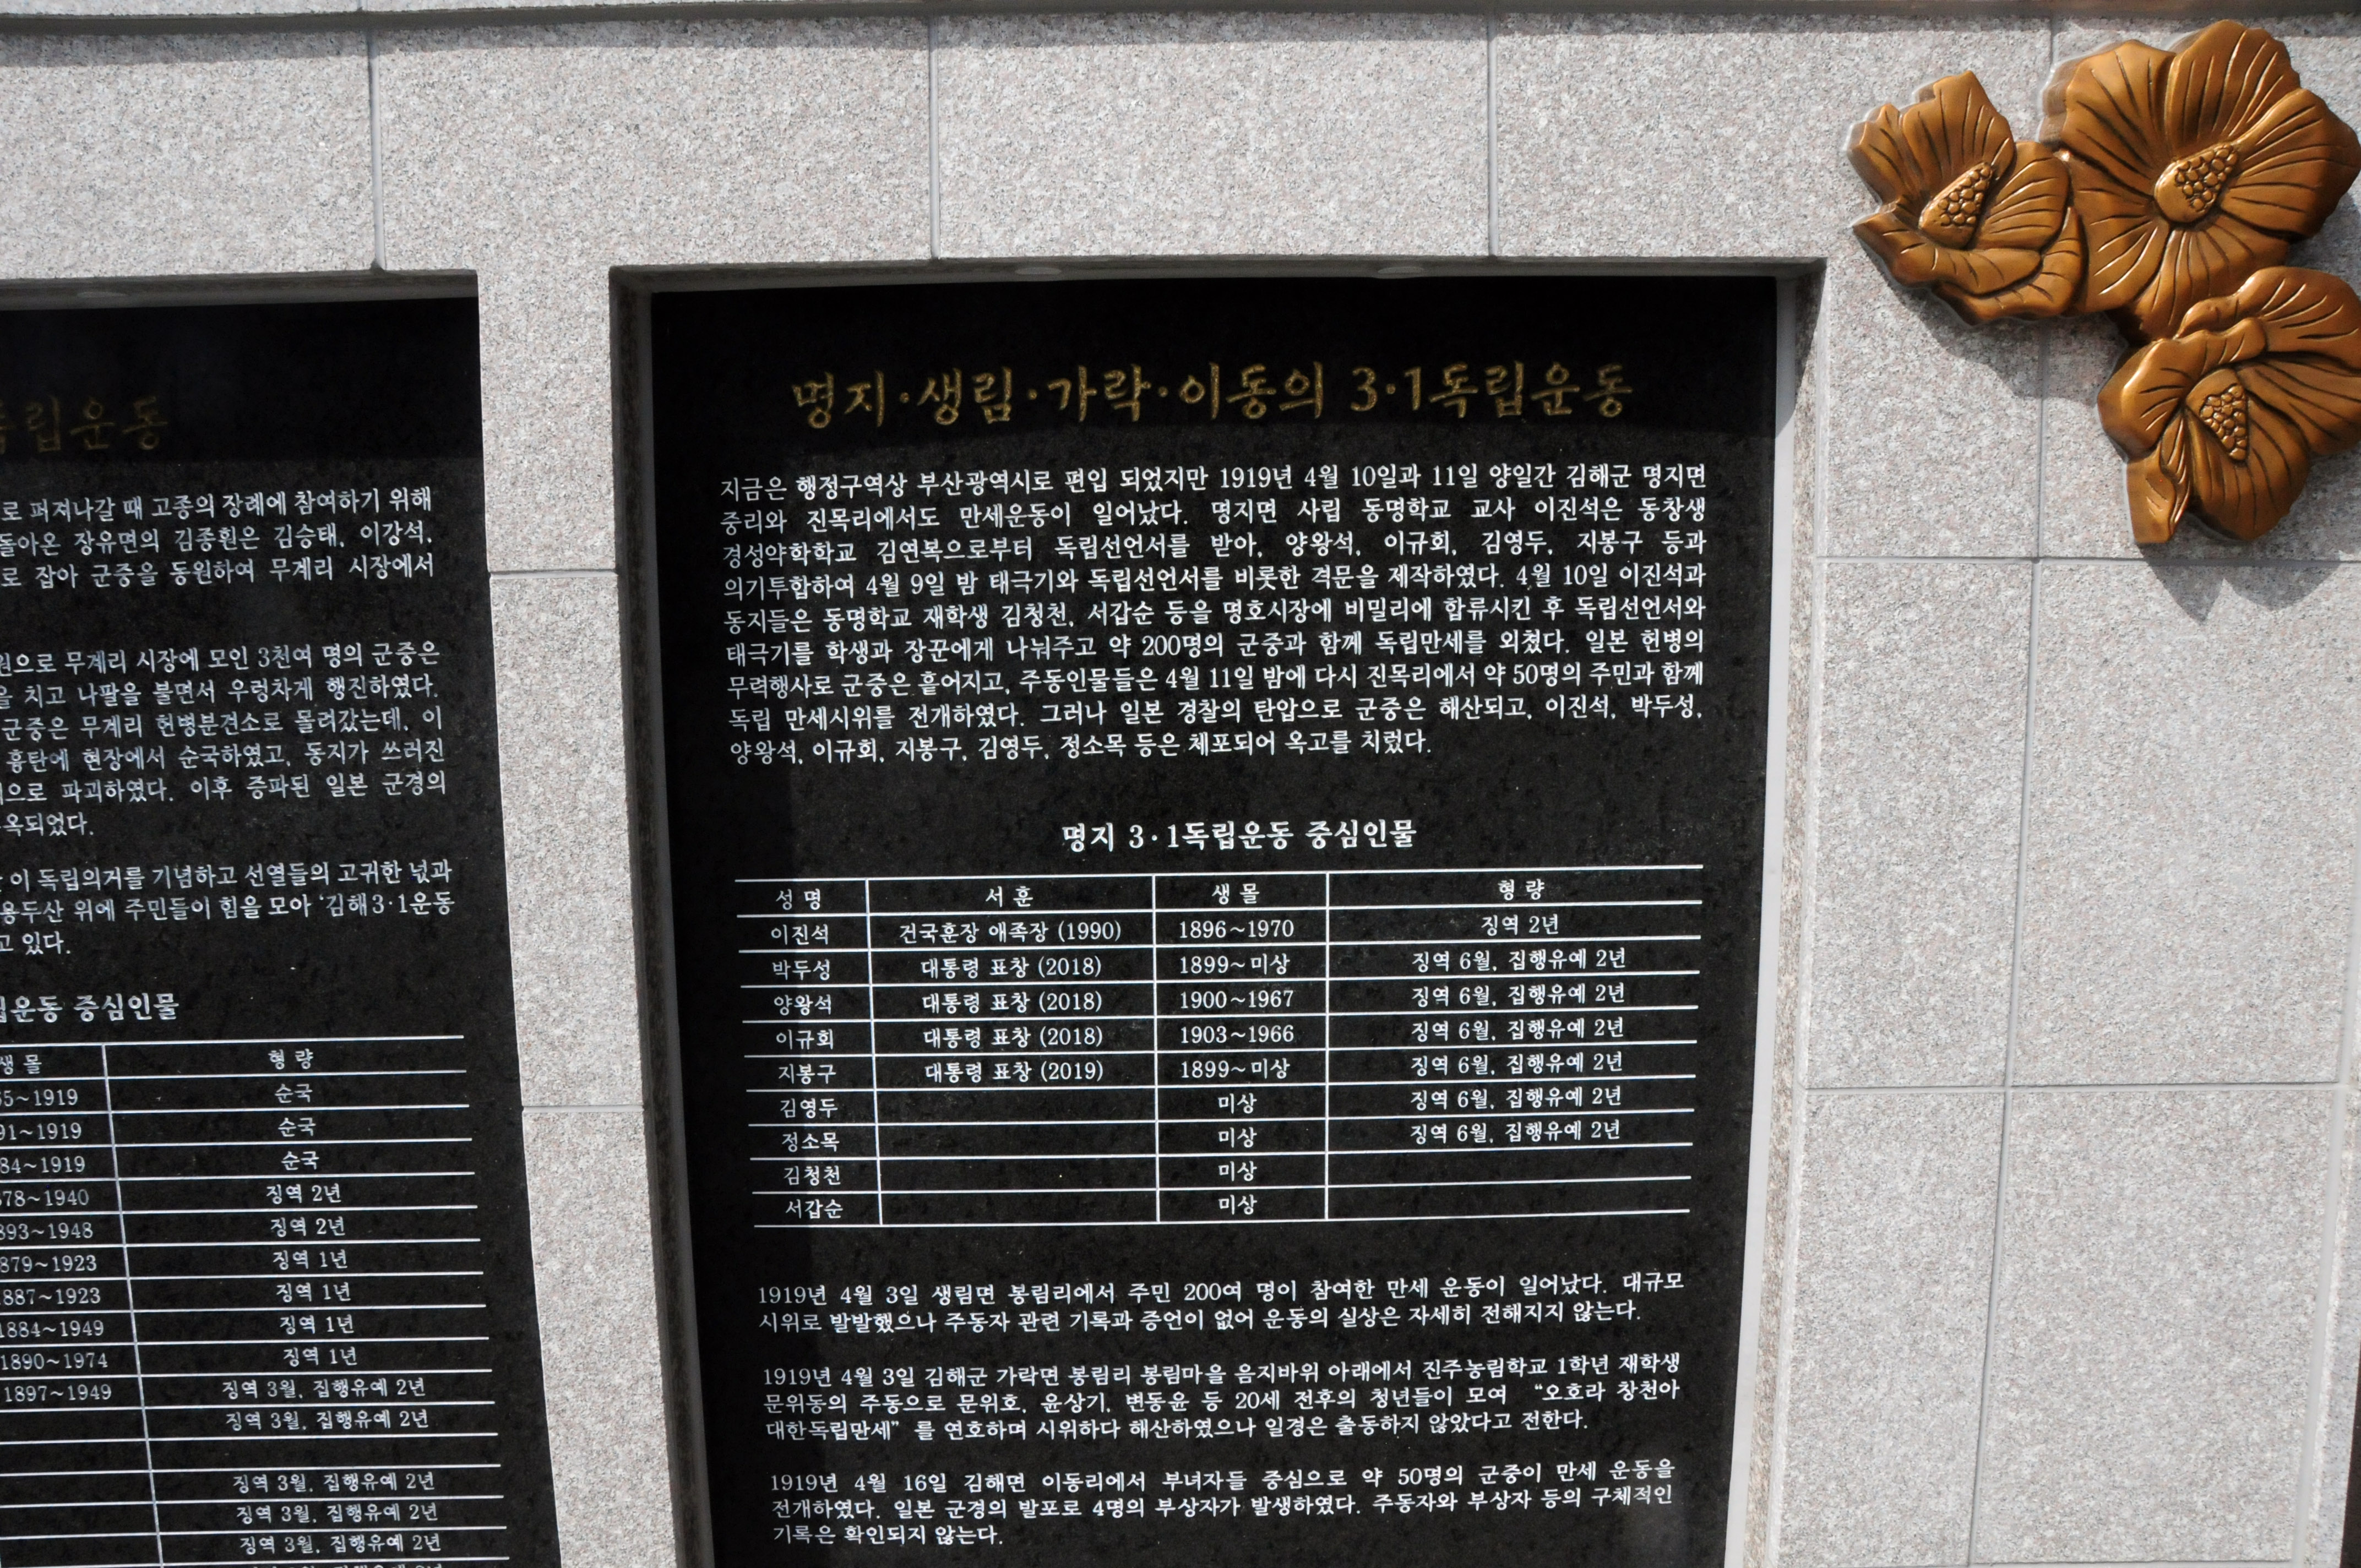 독립운동
로 퍼져나갈 때 고종의 장례에 참여하기 위해
돌아온 장유면의 김종훤은 김승태, 이강석,
로 잡아 군중을 동원하여 무계리 시장에서
원으로 무계리 시장에 모인 3천여 명의 군중은
을 치고 나팔을 불면서 우렁차게 행진하였다.
군중은 무계리 헌병분견소로 몰려갔는데, 이
흉탄에 현장에서 순국하였고, 동지가 쓰러진
으로 파괴하였다. 이후 증파된 일본 군경의
옥되었다.
이 독립의거를 기념하고 선열들의 고귀한 넋과
용두산 위에 주민들이 힘을 모아 '김해3·1운동
고 있다.
립운동 중심인물
생 몰 형 량
5~1919 순국
91~1919 순국
84~1919 순국
78~1940 징역 2년
893~1948 징역 2년
879~1923 징역 1년
887~1923 징역 1년
1884~1949 징역 1년
1890~1974 징역 1년
1897~1949 징역 3월, 집행유예 2년
징역 3월, 집행유예 2년
징역 3월, 집행유예 2년
징역 3월, 집행유예 2년
징역 3월, 집행유예 2년
명지·생림·가락·이동의 3·1독립운동
지금은 행정구역상 부산광역시로 편입 되었지만 1919년 4월 10일과 11일 양일간 김해군 명지면
중리와 진목리에서도 만세운동이 일어났다. 명지면 사립 동명학교 교사 이진석은 동창생
경성약학학교 김연복으로부터 독립선언서를 받아, 양왕석, 이규회, 김영두, 지봉구 등과
의기투합하여 4월 9일 밤 태극기와 독립선언서를 비롯한 격문을 제작하였다. 4월 10일 이진석과
동지들은 동명학교 재학생 김청천, 서갑순 등을 명호시장에 비밀리에 합류시킨 후 독립선언서와
태극기를 학생과 장꾼에게 나눠주고 약 200명의 군중과 함께 독립만세를 외쳤다. 일본 헌병의
무력행사로 군중은 흩어지고, 주동인물들은 4월 11일 밤에 다시 진목리에서 약 50명의 주민과 함께
독립 만세시위를 전개하였다. 그러나 일본 경찰의 탄압으로 군중은 해산되고, 이진석, 박두성,
양왕석, 이규회, 지봉구, 김영두, 정소목 등은 체포되어 옥고를 치렀다.
명지 3·1독립운동 중심인물
성 명 서 훈 생 몰 형 량
이진석 건국훈장 애족장 (1990) 1896~1970 징역 2년
박두성 대통령 표창 (2018) 1899~미상 징역 6월, 집행유예 2년
양왕석 대통령 표창 (2018) 1900~1967 징역 6월, 집행유예 2년
이규회 대통령 표창 (2018) 1903~1966 징역 6월, 집행유예 2년
지봉구 대통령 표창 (2019) 1899~미상 징역 6월, 집행유예 2년
김영두 미상 징역 6월, 집행유예 2년
정소목 미상 징역 6월, 집행유예 2년
김청천 미상
서갑순 미상
1919년 4월 3일 생림면 봉림리에서 주민 200여 명이 참여한 만세 운동이 일어났다. 대규모
시위로 발발했으나 주동자 관련 기록과 증언이 없어 운동의 실상은 자세히 전해지지 않는다.
1919년 4월 3일 김해군 가락면 봉림리 봉림마을 음지바위 아래에서 진주농림학교 1학년 재학생
문위동의 주동으로 문위호, 윤상기, 변동윤 등 20세 전후의 청년들이 모여 "오호라 창천아
대한독립만세" 를 연호하며 시위하다 해산하였으나 일경은 출동하지 않았다고 전한다.
1919년 4월 16일 김해면 이동리에서 부녀자들 중심으로 약 50명의 군중이 만세 운동을
전개하였다. 일본 군경의 발포로 4명의 부상자가 발생하였다. 주동자와 부상자 등의 구체적인
기록은 확인되지 않는다.